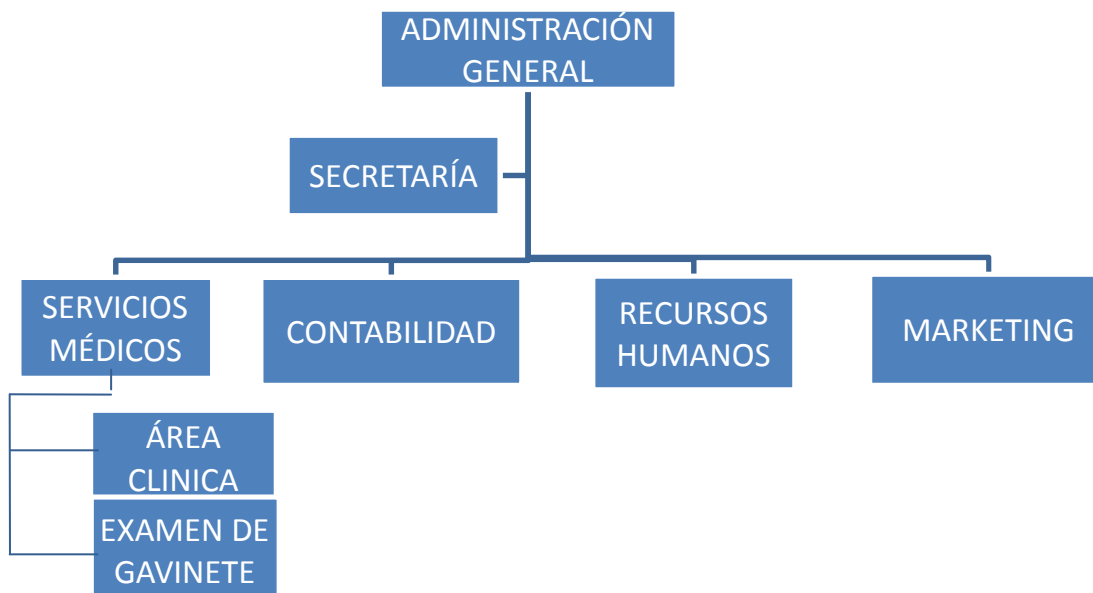 ADMINISTRACIÓN
GENERAL
SECRETARÍA
SERVICIOS
MÉDICOS
CONTABILIDAD
RECURSOS
HUMANOS
MARKETING
ÁREA
CLINICA
EXAMEN DE
GAVINETE